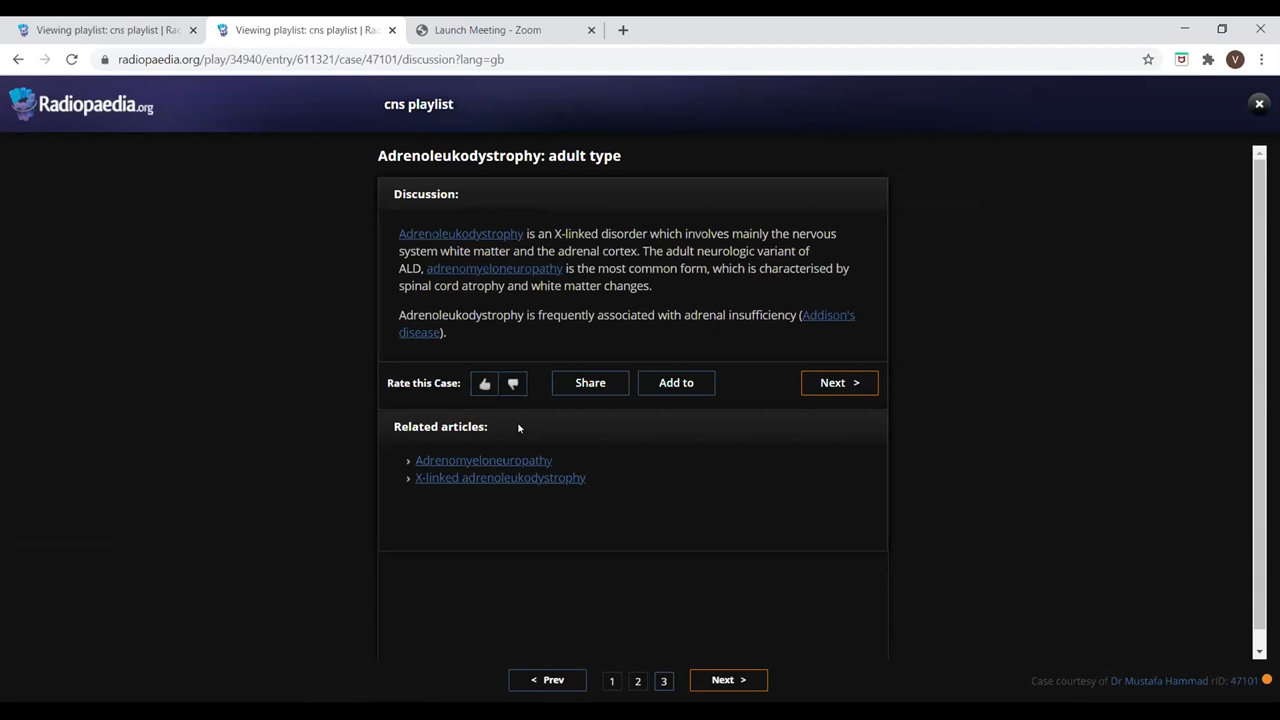 Viewing playlist: cns playlist | Rac
Viewing playlist: cns playlist | Rac
Launch Meeting - Zoom
radiopaedia.org/play/34940/entry/611321/case/47101/discussion?lang=gb
V
Radiopaedia.org
cns playlist
Adrenoleukodystrophy: adult type
Discussion:
Adrenoleukodystrophy is an X-linked disorder which involves mainly the nervous
system white matter and the adrenal cortex. The adult neurologic variant of
ALD, adrenomyeloneuropathy is the most common form, which is characterised by
spinal cord atrophy and white matter changes.
Adrenoleukodystrophy is frequently associated with adrenal insufficiency (Addison's
disease).
Rate this Case:
Share
Add to
Next >
Related articles:
› Adrenomyeloneuropathy
› X-linked adrenoleukodystrophy
< Prev
1
2
3
Next >
Case courtesy of Dr Mustafa Hammad rID: 47101